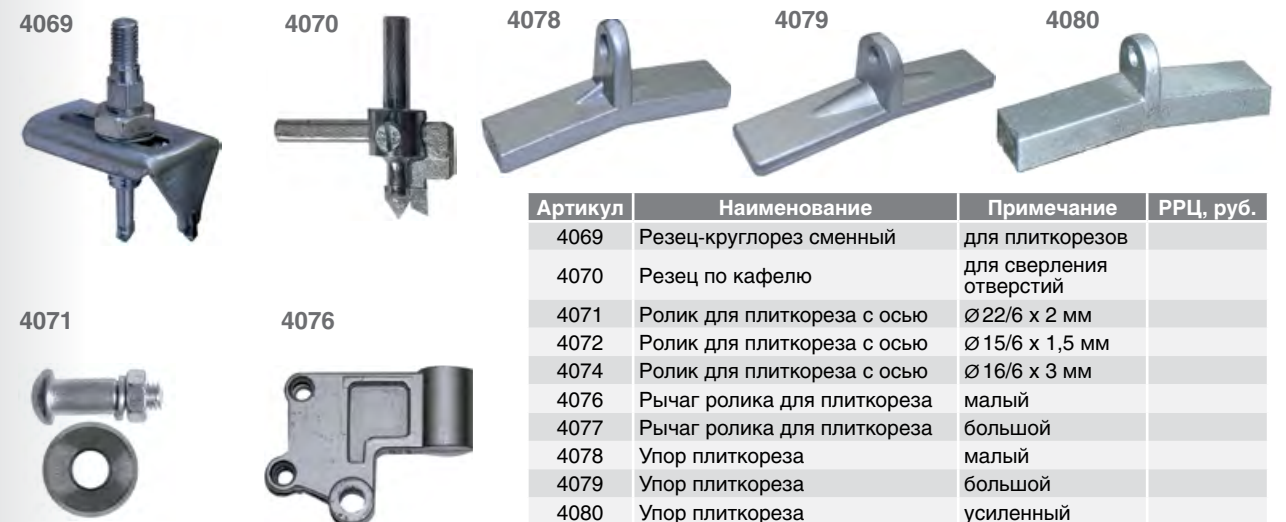 4069
4070
4078
4079
4080
4071
4076
Артикул Наименование Примечание РРЦ, руб.
4069 Резец-круглорез сменный для плиткорезов
4070 Резец по кафелю для сверления
отверстий
4071 Ролик для плиткореза с осью Ø22/6 x 2 мм
4072 Ролик для плиткореза с осью Ø15/6 x 1,5 мм
4074 Ролик для плиткореза с осью Ø16/6 x 3 мм
4076 Рычаг ролика для плиткореза малый
4077 Рычаг ролика для плиткореза большой
4078 Упор плиткореза малый
4079 Упор плиткореза большой
4080 Упор плиткореза усиленный